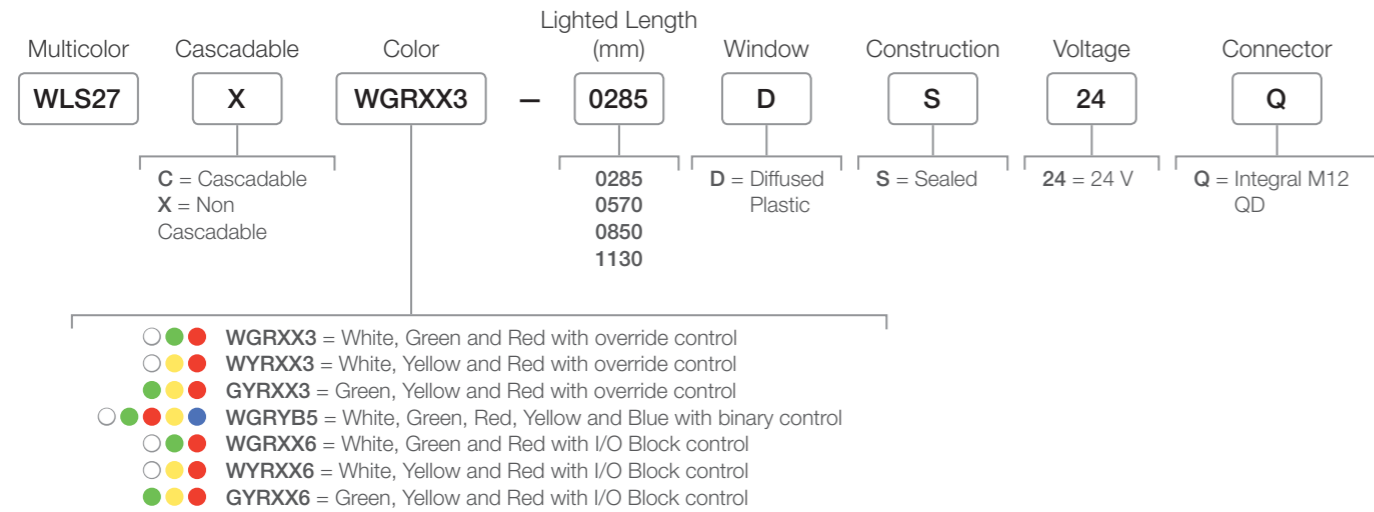 Multicolor Cascadable Color Lighted Length (mm) Window Construction Voltage Connector
WLS27 X WGRXX3 – 0285 D S 24 Q
C = Cascadable
X = Non
Cascadable
0285
0570
0850
1130
D = Diffused
Plastic
S = Sealed
24 = 24 V
Q = Integral M12
QD
WGRXX3 = White, Green and Red with override control
WYRXX3 = White, Yellow and Red with override control
GYRXX3 = Green, Yellow and Red with override control
WGRYB5 = White, Green, Red, Yellow and Blue with binary control
WGRXX6 = White, Green and Red with I/O Block control
WYRXX6 = White, Yellow and Red with I/O Block control
GYRXX6 = Green, Yellow and Red with I/O Block control